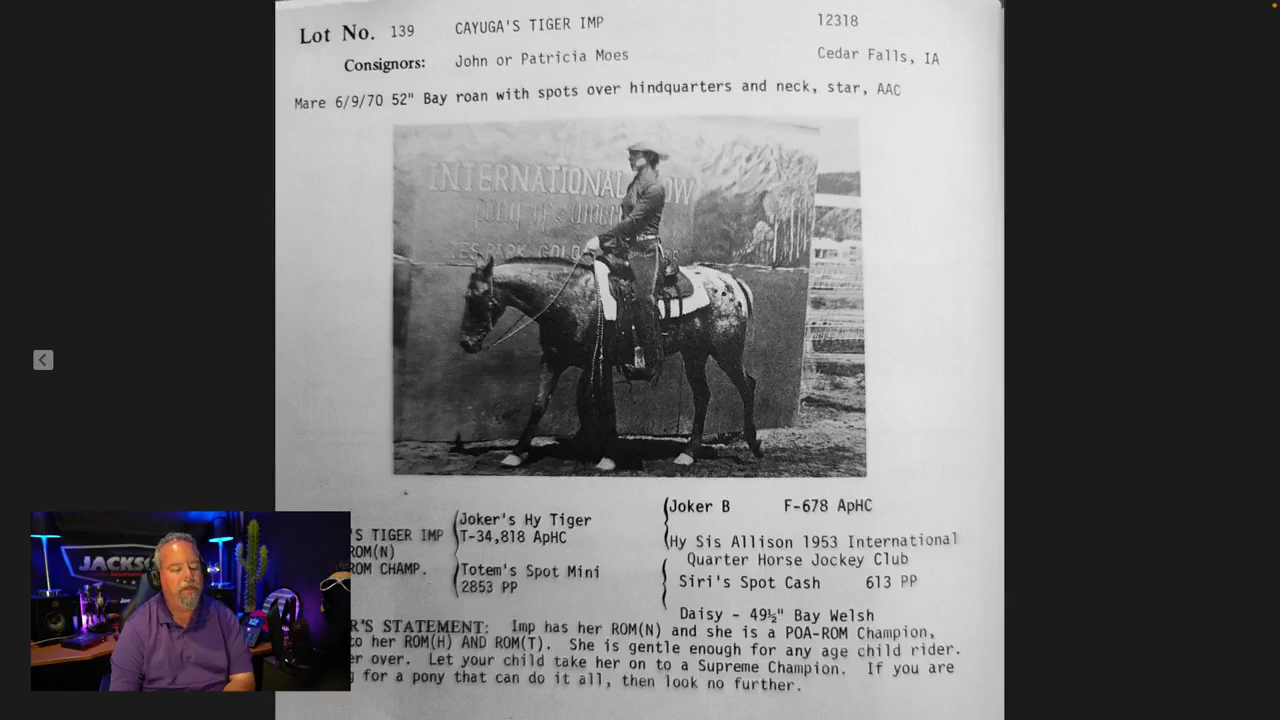 Lot No. 139 CAYUGA'S TIGER IMP 12318
Consignors: John or Patricia Moes Cedar Falls, IA
Mare 6/9/70 52" Bay roan with spots over hindquarters and neck, star, AAC
INTERNATIONAL
Joker B F-678 ApHC
Joker's Hy Tiger
T-34,818 ApHC
'S TIGER IMP
ROM(N)
ROM CHAMP.
Hy Sis Allison 1953 International
Quarter Horse Jockey Club
Totem's Spot Mini
2853 PP
Siri's Spot Cash 613 PP
Daisy - 49½" Bay Welsh
R'S STATEMENT: Imp has her ROM(N) and she is a POA-ROM Champion,
to her ROM(H) AND ROM(T). She is gentle enough for any age child rider.
er over. Let your child take her on to a Supreme Champion. If you are
g for a pony that can do it all, then look no further.
JACKS